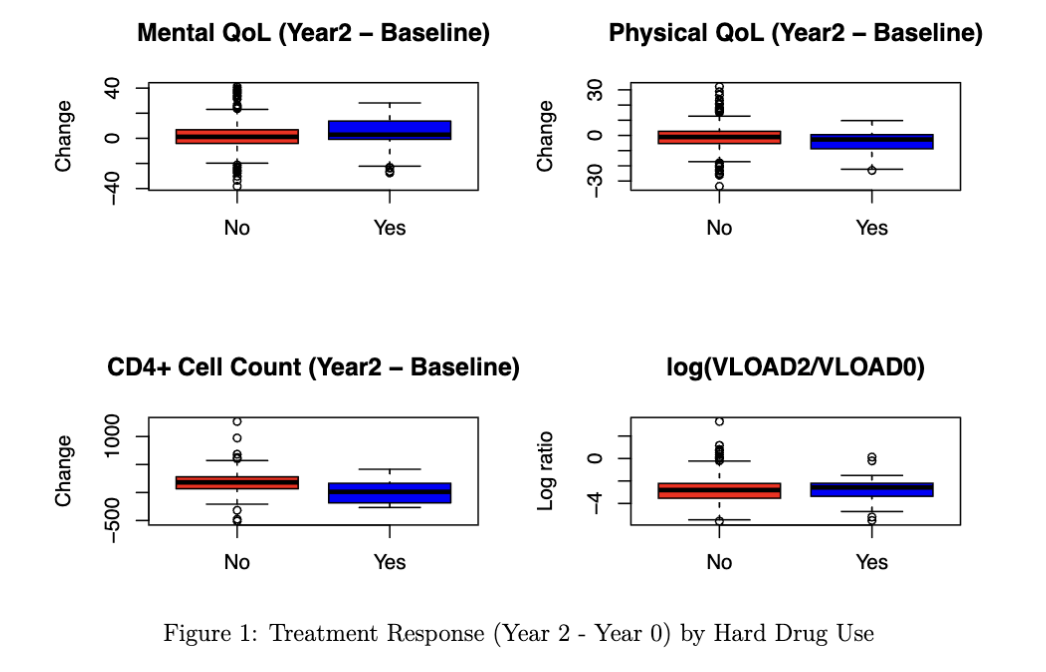 Mental QoL (Year2 – Baseline)
Change
40
0
−40
No
Yes
Physical QoL (Year2 – Baseline)
Change
30
0
−30
No
Yes
CD4+ Cell Count (Year2 – Baseline)
Change
1000
−500
No
Yes
log(VLOAD2/VLOAD0)
Log ratio
0
−4
No
Yes
Figure 1: Treatment Response (Year 2 - Year 0) by Hard Drug Use